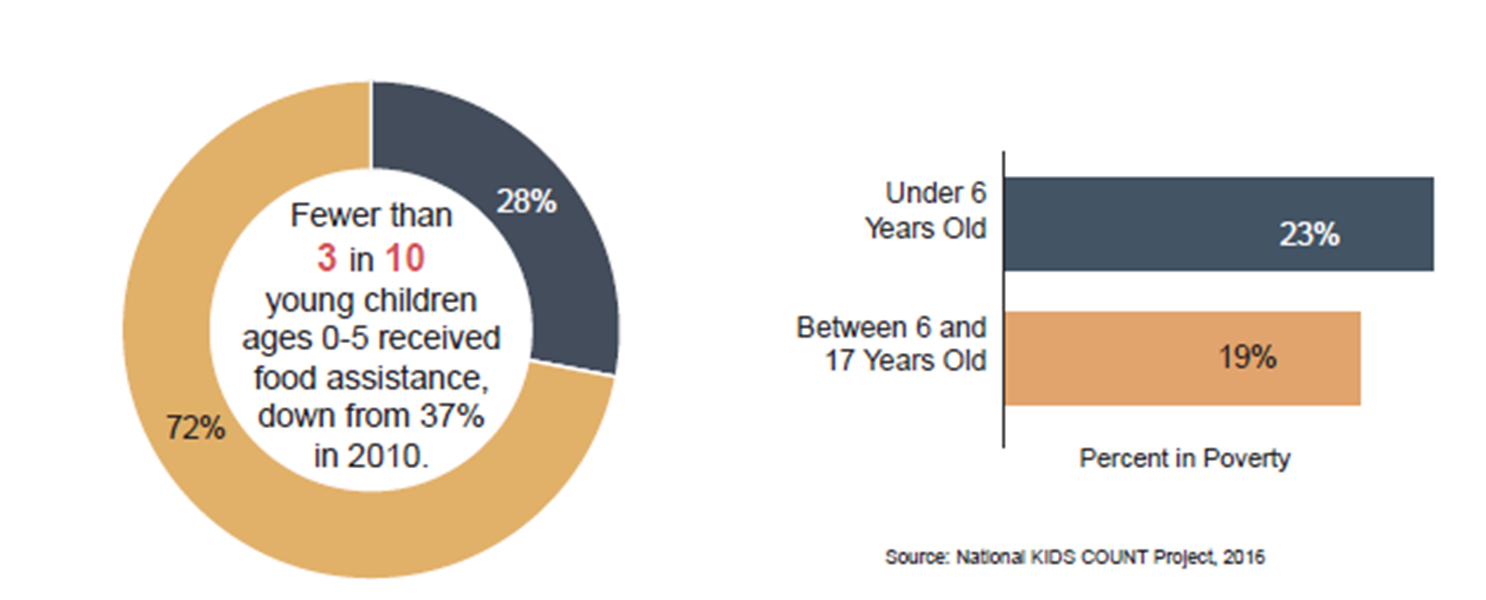 28%
Fewer than
3 in 10
young children
ages 0-5 received
food assistance,
down from 37%
in 2010.
72%
Under 6
Years Old
23%
Between 6 and
17 Years Old
19%
Percent in Poverty
Source: National KIDS COUNT Project, 2016